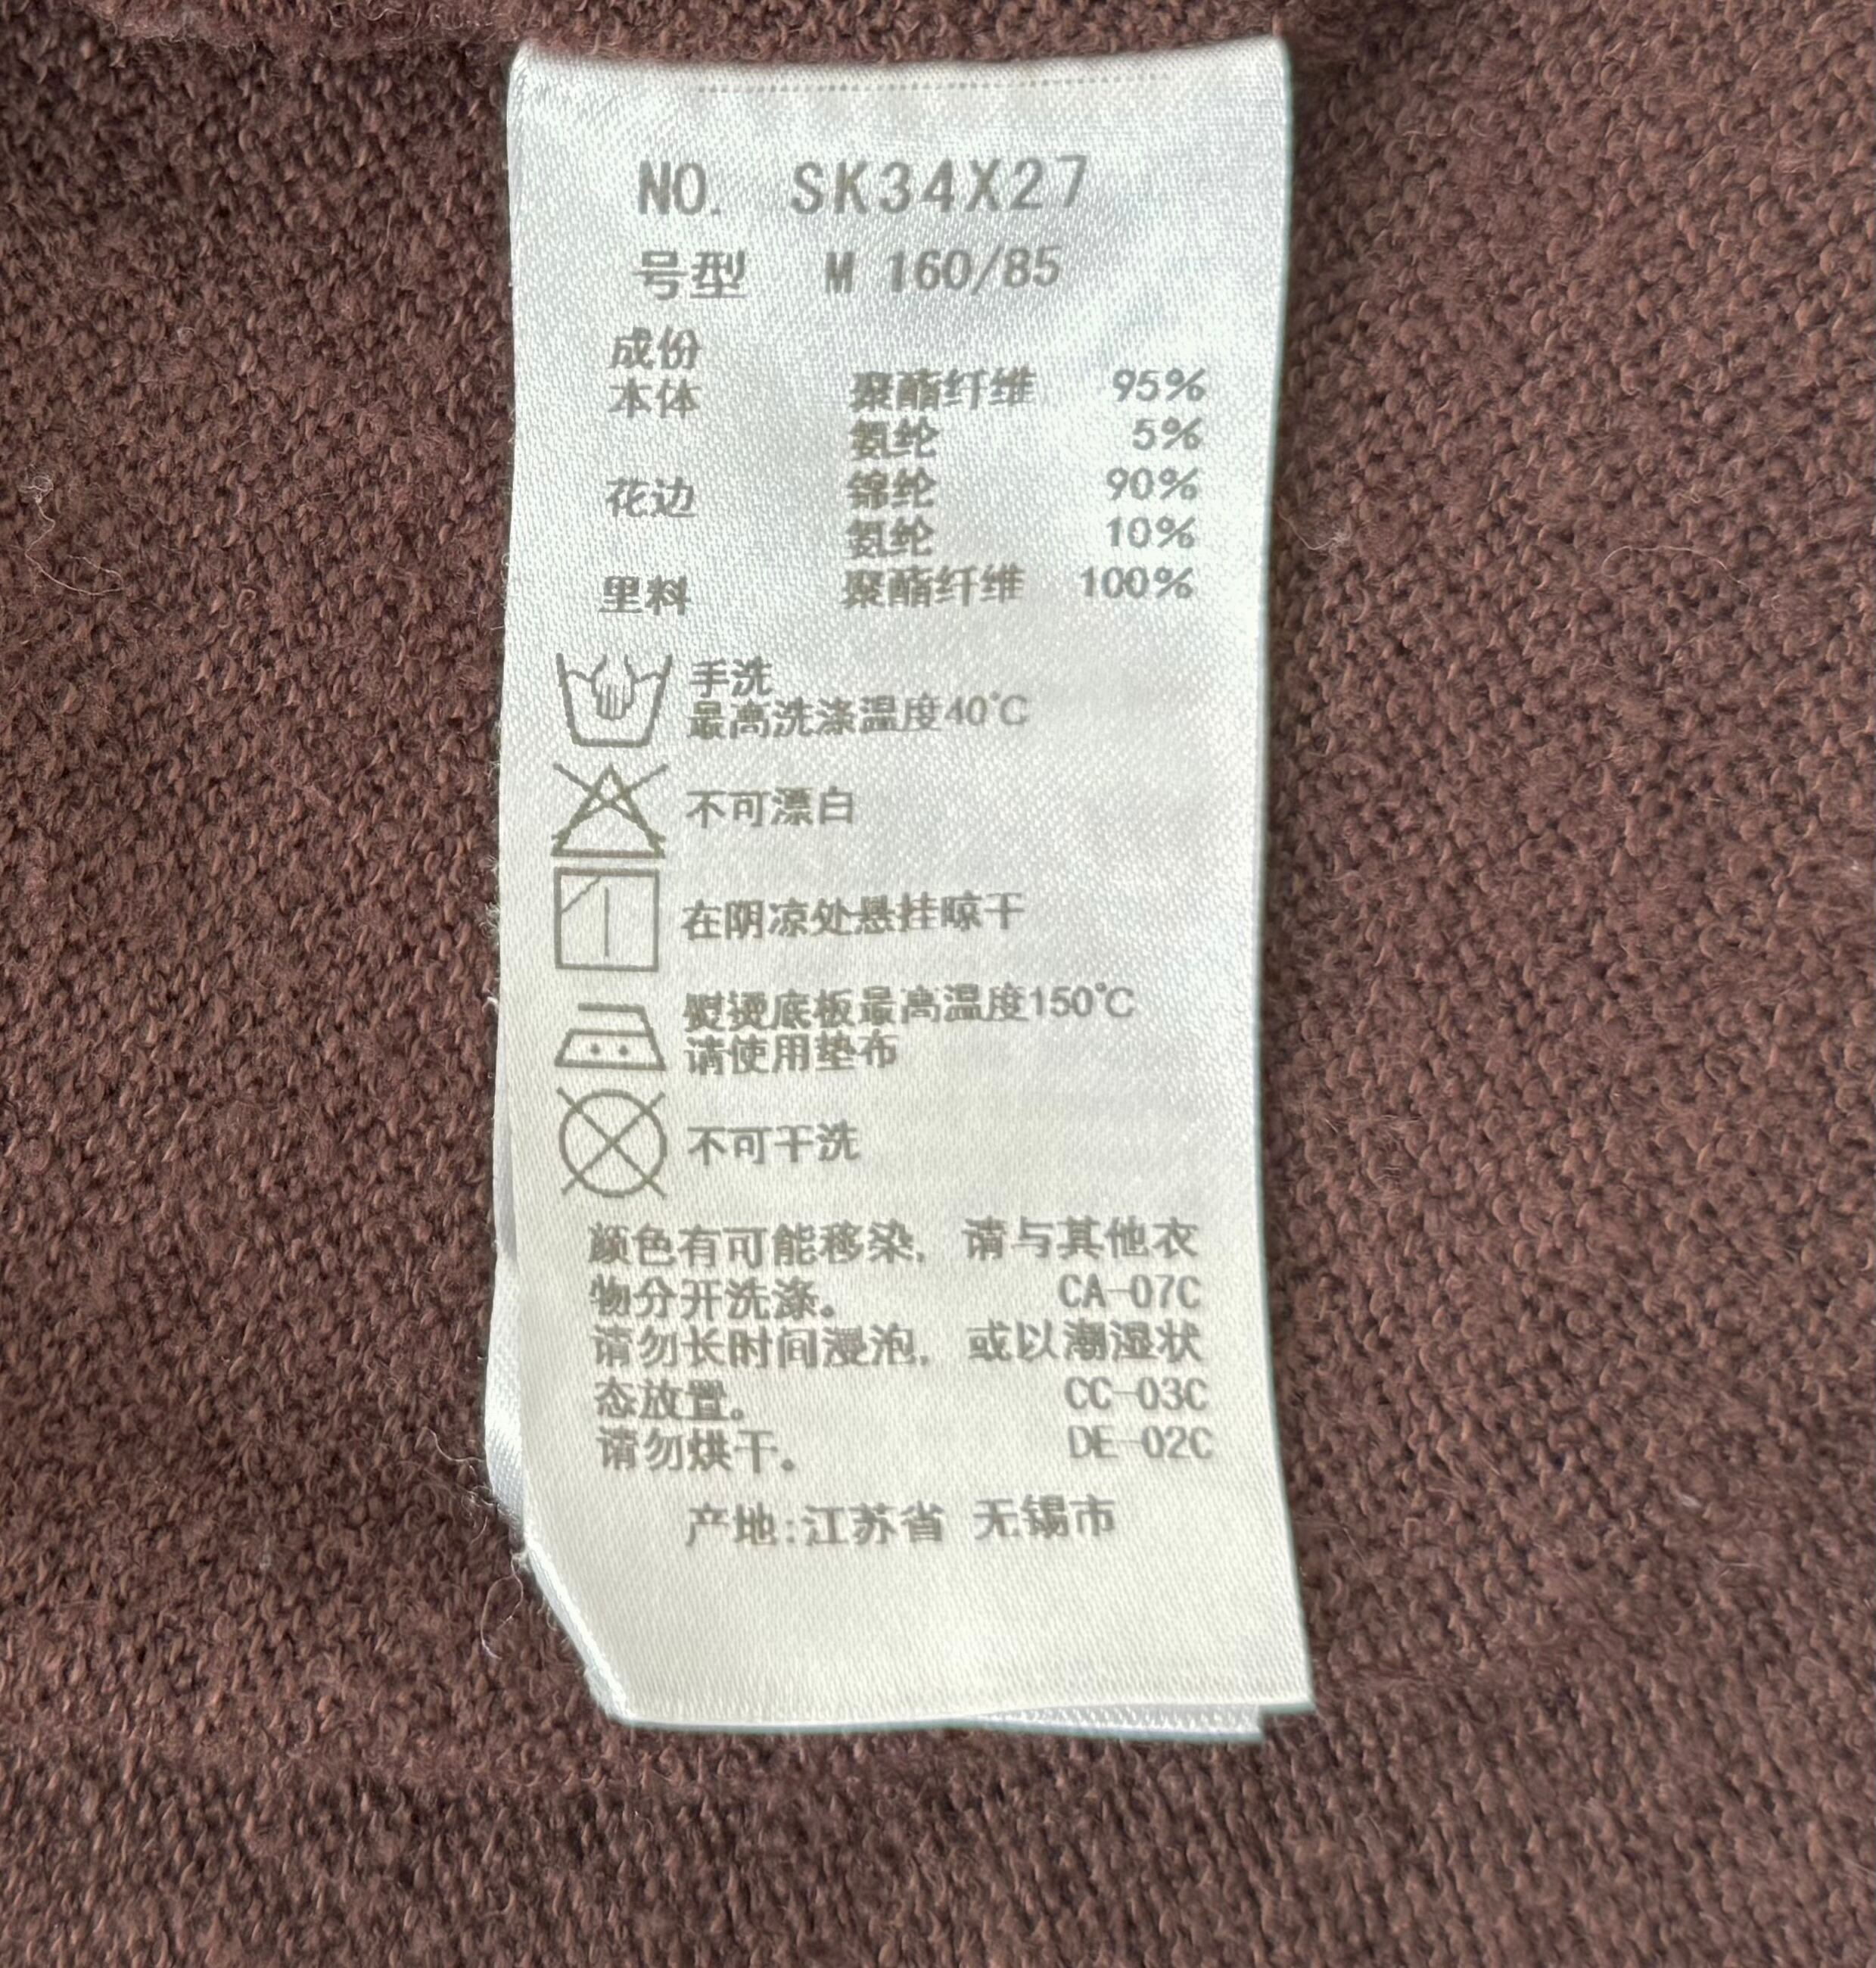 NO. SK34X27
号型 M 160/85
成份
本体 聚酯纤维 95%
氨纶 5%
花边 锦纶 90%
氨纶 10%
里料 聚酯纤维 100%
手洗
最高洗涤温度40℃
不可漂白
在阴凉处悬挂晾干
熨烫底板最高温度150℃
请使用垫布
不可干洗
颜色有可能移染，请与其他衣
物分开洗涤。 CA-07C
请勿长时间浸泡，或以潮湿状
态放置。 CC-03C
请勿烘干。 DE-02C
产地:江苏省 无锡市